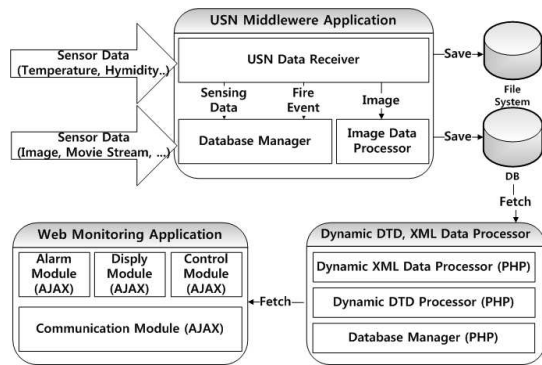 USN Middlewere Application
Sensor Data
(Temperature, Hymidity..)
USN Data Receiver
Save
File
System
Sensing
Data
Fire
Event
Image
Sensor Data
(Image, Movie Stream, ...)
Database Manager
Image Data
Processor
Save
DB
Fetch
Web Monitoring Application
Alarm
Module
(AJAX)
Disply
Module
(AJAX)
Control
Module
(AJAX)
Communication Module (AJAX)
Fetch
Dynamic DTD, XML Data Processor
Dynamic XML Data Processor (PHP)
Dynamic DTD Processor (PHP)
Database Manager (PHP)